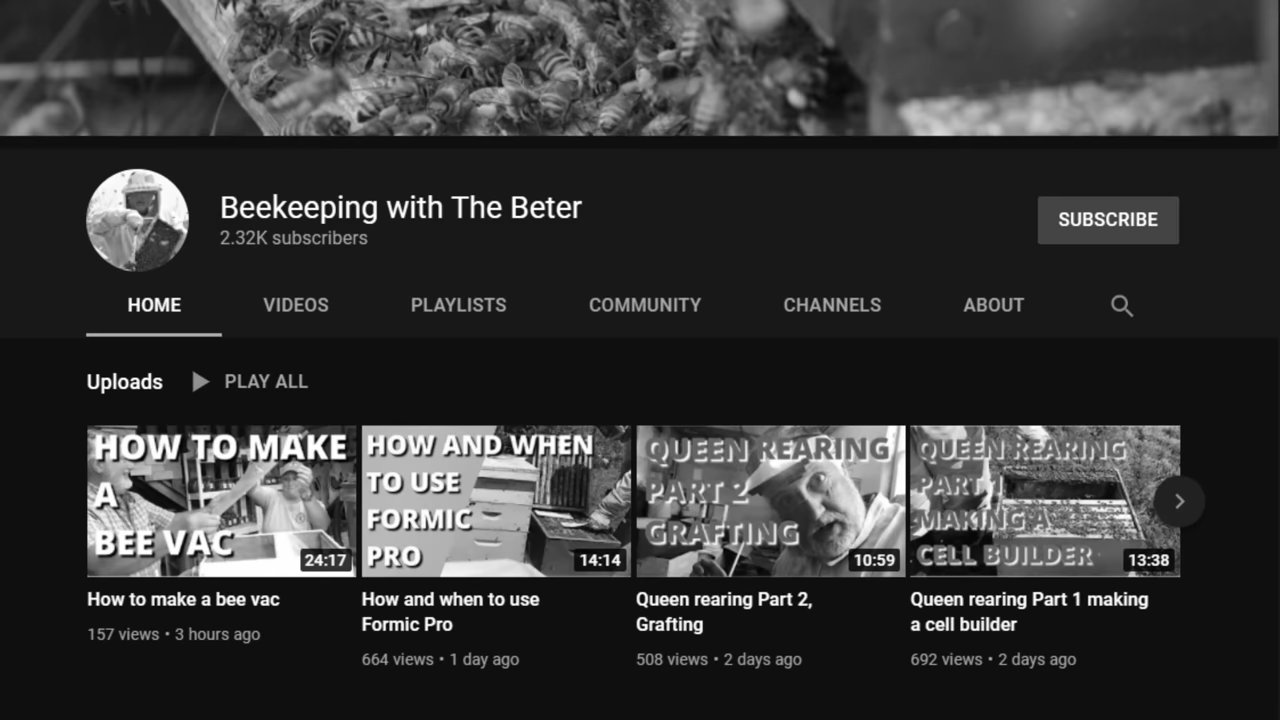 Beekeeping with The Beter
2.32K subscribers
SUBSCRIBE
HOME VIDEOS PLAYLISTS COMMUNITY CHANNELS ABOUT
Uploads PLAY ALL
HOW TO MAKE
A
BEE VAC
24:17
HOW AND WHEN
TO USE
FORMIC
PRO
14:14
QUEEN REARING
PART 2
GRAFTING
10:59
QUEEN REARING
PART 1
MAKING A
CELL BUILDER
13:38
How to make a bee vac
157 views • 3 hours ago
How and when to use
Formic Pro
664 views • 1 day ago
Queen rearing Part 2,
Grafting
508 views • 2 days ago
Queen rearing Part 1 making
a cell builder
692 views • 2 days ago